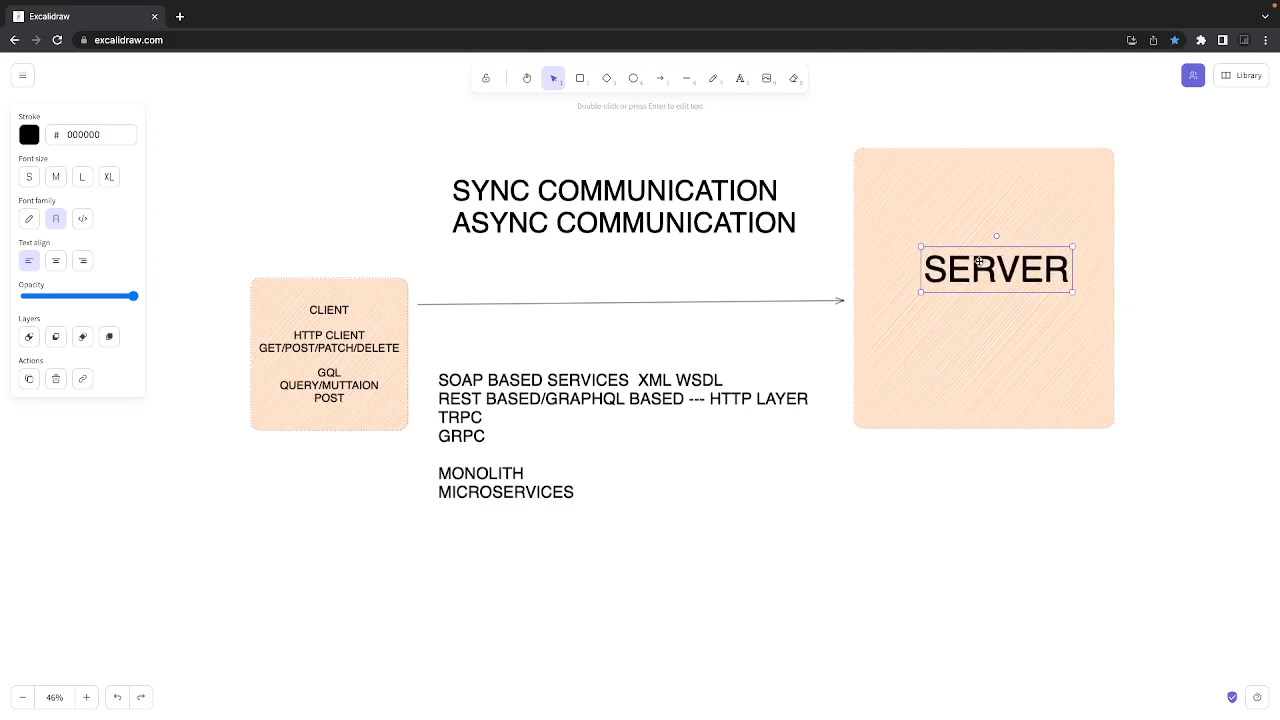 Excalidraw
excalidraw.com
Library
Double-click or press Enter to edit text
Stroke
# 000000
Font size
S M L XL
Font family
Text align
Opacity
Layers
Actions
SYNC COMMUNICATION
ASYNC COMMUNICATION
SERVER
CLIENT
HTTP CLIENT
GET/POST/PATCH/DELETE
GQL
QUERY/MUTTAION
POST
SOAP BASED SERVICES  XML WSDL
REST BASED/GRAPHQL BASED --- HTTP LAYER
TRPC
GRPC
MONOLITH
MICROSERVICES
46%